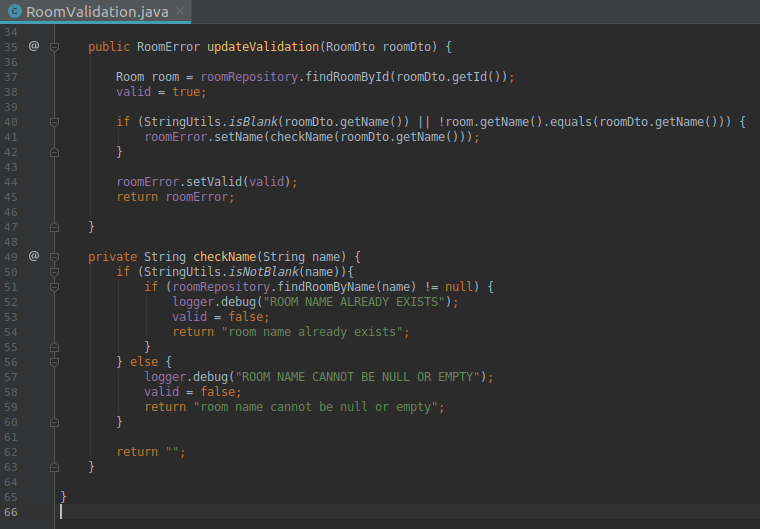 RoomValidation.java
34
35 @ public RoomError updateValidation(RoomDto roomDto) {
36
37 Room room = roomRepository.findRoomById(roomDto.getId());
38 valid = true;
39
40 if (StringUtils.isBlank(roomDto.getName()) || !room.getName().equals(roomDto.getName())) {
41 roomError.setName(checkName(roomDto.getName()));
42 }
43
44 roomError.setValid(valid);
45 return roomError;
46
47 }
48
49 @ private String checkName(String name) {
50 if (StringUtils.isNotBlank(name)){
51 if (roomRepository.findRoomByName(name) != null) {
52 logger.debug("ROOM NAME ALREADY EXISTS");
53 valid = false;
54 return "room name already exists";
55 }
56 } else {
57 logger.debug("ROOM NAME CANNOT BE NULL OR EMPTY");
58 valid = false;
59 return "room name cannot be null or empty";
60 }
61
62 return "";
63 }
64
65 }
66